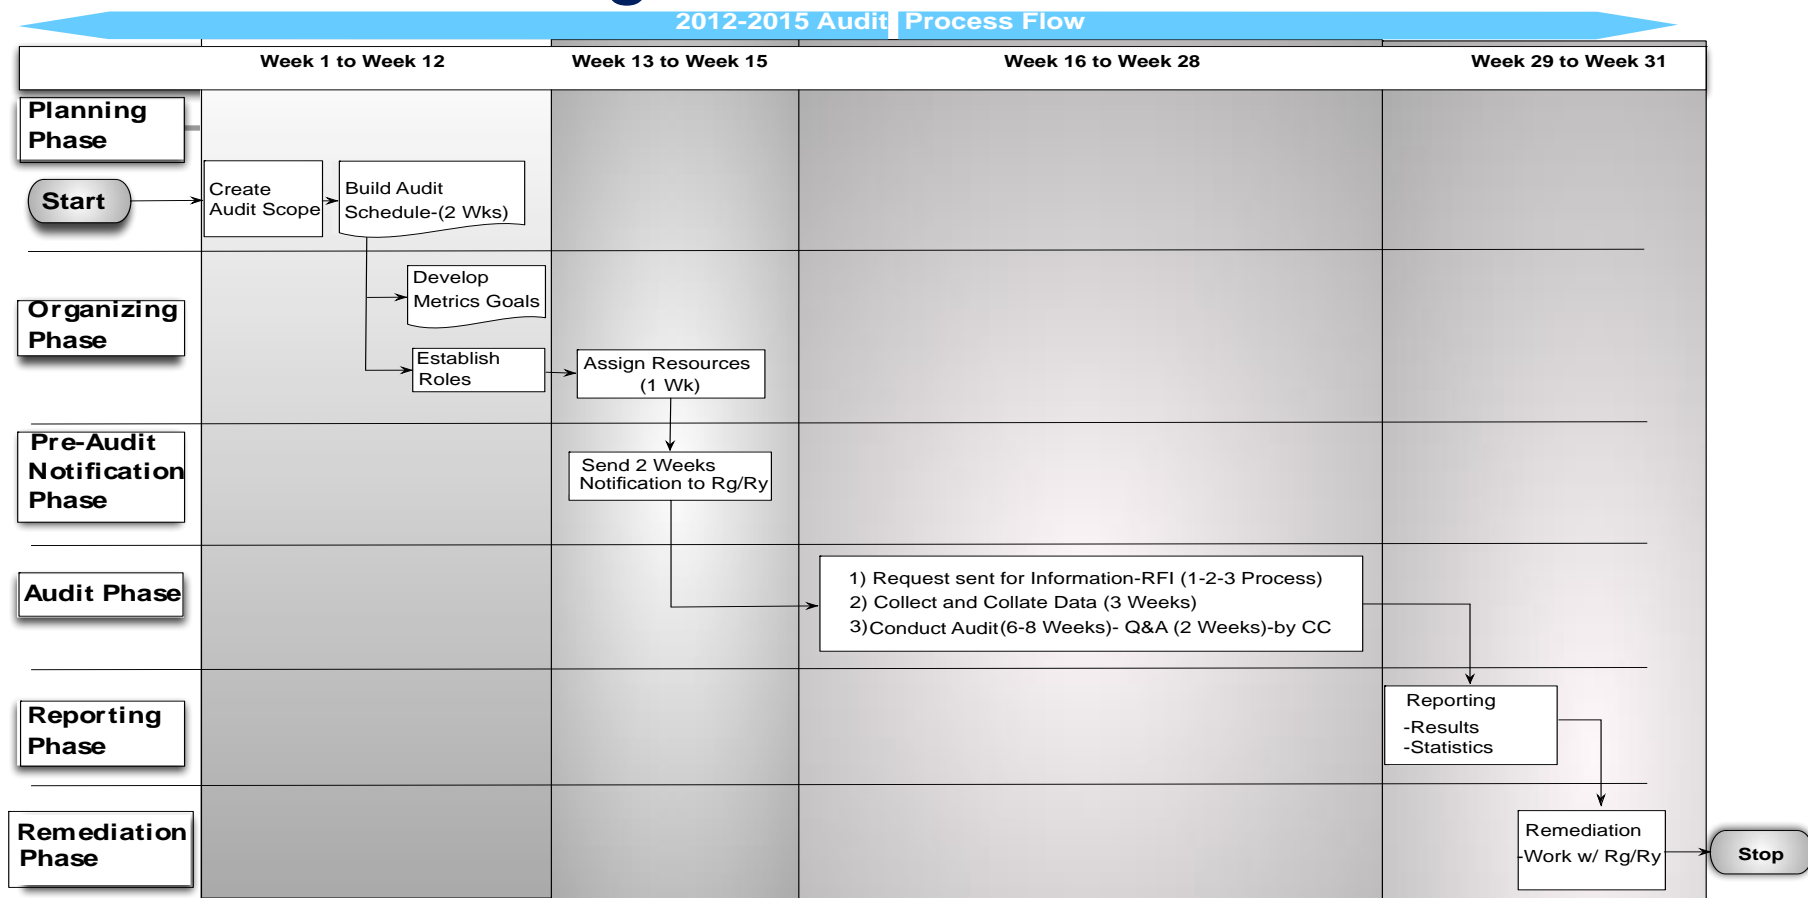 2012-2015 Audit Process Flow
Week 1 to Week 12
Week 13 to Week 15
Week 16 to Week 28
Week 29 to Week 31
Planning
Phase
Start
Create
Audit Scope
Build Audit
Schedule-(2 Wks)
Organizing
Phase
Develop
Metrics Goals
Establish
Roles
Assign Resources
(1 Wk)
Pre-Audit
Notification
Phase
Send 2 Weeks
Notification to Rg/Ry
Audit Phase
1) Request sent for Information-RFI (1-2-3 Process)
2) Collect and Collate Data (3 Weeks)
3)Conduct Audit(6-8 Weeks)- Q&A (2 Weeks)-by CC
Reporting
Phase
Reporting
-Results
-Statistics
Remediation
Phase
Remediation
-Work w/ Rg/Ry
Stop